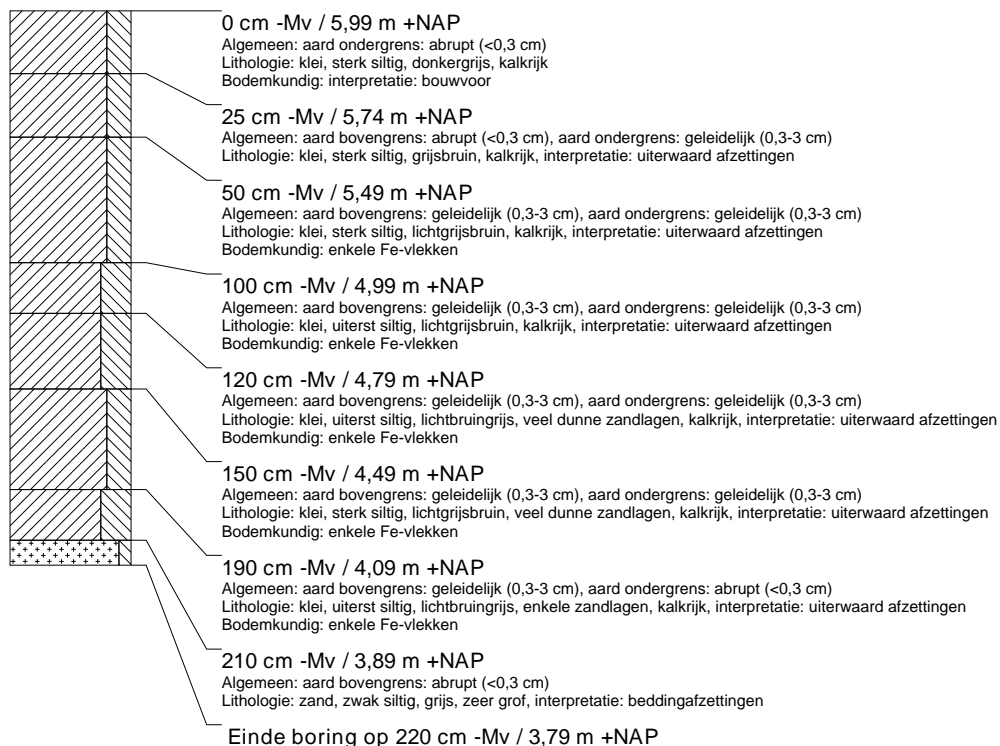 0 cm -Mv / 5,99 m +NAP
Algemeen: aard ondergrens: abrupt (<0,3 cm)
Lithologie: klei, sterk siltig, donkergrijs, kalkrijk
Bodemkundig: interpretatie: bouwvoor
25 cm -Mv / 5,74 m +NAP
Algemeen: aard bovengrens: abrupt (<0,3 cm), aard ondergrens: geleidelijk (0,3-3 cm)
Lithologie: klei, sterk siltig, grijsbruin, kalkrijk, interpretatie: uiterwaard afzettingen
50 cm -Mv / 5,49 m +NAP
Algemeen: aard bovengrens: geleidelijk (0,3-3 cm), aard ondergrens: geleidelijk (0,3-3 cm)
Lithologie: klei, sterk siltig, lichtgrijsbruin, kalkrijk, interpretatie: uiterwaard afzettingen
Bodemkundig: enkele Fe-vlekken
100 cm -Mv / 4,99 m +NAP
Algemeen: aard bovengrens: geleidelijk (0,3-3 cm), aard ondergrens: geleidelijk (0,3-3 cm)
Lithologie: klei, uiterst siltig, lichtgrijsbruin, kalkrijk, interpretatie: uiterwaard afzettingen
Bodemkundig: enkele Fe-vlekken
120 cm -Mv / 4,79 m +NAP
Algemeen: aard bovengrens: geleidelijk (0,3-3 cm), aard ondergrens: geleidelijk (0,3-3 cm)
Lithologie: klei, uiterst siltig, lichtbruingrijs, veel dunne zandlagen, kalkrijk, interpretatie: uiterwaard afzettingen
Bodemkundig: enkele Fe-vlekken
150 cm -Mv / 4,49 m +NAP
Algemeen: aard bovengrens: geleidelijk (0,3-3 cm), aard ondergrens: geleidelijk (0,3-3 cm)
Lithologie: klei, sterk siltig, lichtgrijsbruin, veel dunne zandlagen, kalkrijk, interpretatie: uiterwaard afzettingen
Bodemkundig: enkele Fe-vlekken
190 cm -Mv / 4,09 m +NAP
Algemeen: aard bovengrens: geleidelijk (0,3-3 cm), aard ondergrens: abrupt (<0,3 cm)
Lithologie: klei, uiterst siltig, lichtbruingrijs, enkele zandlagen, kalkrijk, interpretatie: uiterwaard afzettingen
Bodemkundig: enkele Fe-vlekken
210 cm -Mv / 3,89 m +NAP
Algemeen: aard bovengrens: abrupt (<0,3 cm)
Lithologie: zand, zwak siltig, grijs, zeer grof, interpretatie: beddingafzettingen
Einde boring op 220 cm -Mv / 3,79 m +NAP